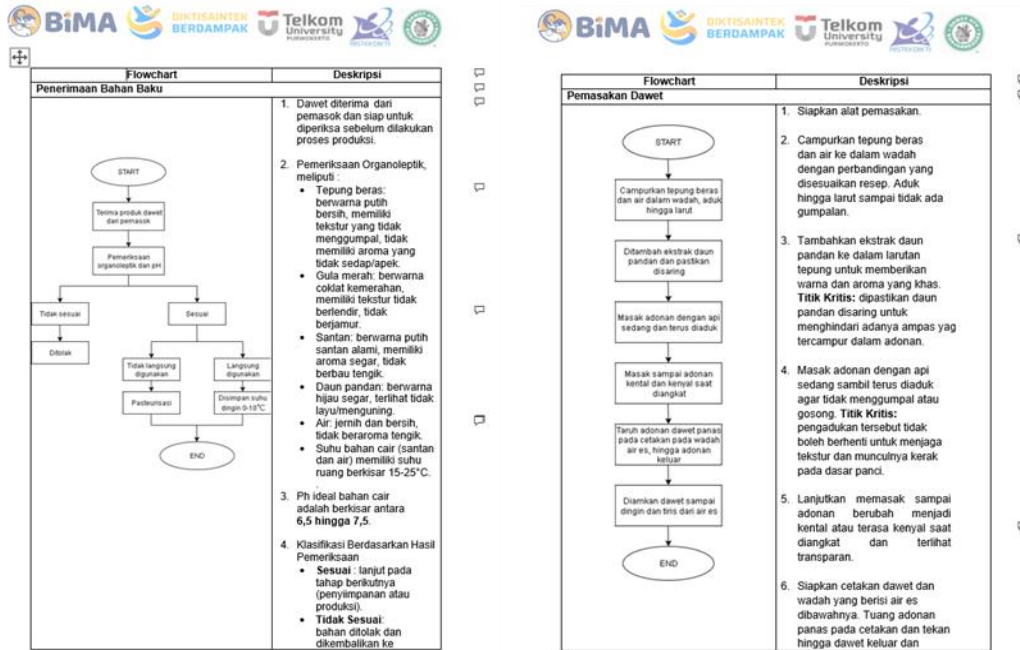 BiMA
DIKTISAINTEK
BERDAMPAK
Telkom
University
PURWOKERTO
Flowchart
Deskripsi
Penerimaan Bahan Baku
START
Terima produk dawet
dari pemasok
Pemeriksaan
organoleptik dan pH
Tidak sesuai
Sesuai
Ditolak
Tidak langsung
digunakan
Langsung
digunakan
Pasteurisasi
Disimpan suhu
dingin 0-10°C
END
1. Dawet diterima dari
pemasok dan siap untuk
diperiksa sebelum dilakukan
proses produksi.
2. Pemeriksaan Organoleptik,
meliputi :
• Tepung beras:
berwarna putih
bersih, memiliki
tekstur yang tidak
menggumpal, tidak
memiliki aroma yang
tidak sedap/apek.
• Gula merah: berwarna
coklat kemerahan,
memiliki tekstur tidak
berlendir, tidak
berjamur.
• Santan: berwarna putih
santan alami, memiliki
aroma segar, tidak
berbau tengik.
• Daun pandan: berwarna
hijau segar, terlihat tidak
layu/menguning.
• Air: jernih dan bersih,
tidak beraroma tengik.
• Suhu bahan cair (santan
dan air) memiliki suhu
ruang berkisar 15-25°C.
.
3. Ph ideal bahan cair
adalah berkisar antara
6,5 hingga 7,5.
4. Klasifikasi Berdasarkan Hasil
Pemeriksaan
• Sesuai : lanjut pada
tahap berikutnya
(penyiimpanan atau
produksi).
• Tidak Sesuai:
bahan ditolak dan
dikembalikan ke
BiMA
DIKTISAINTEK
BERDAMPAK
Telkom
University
PURWOKERTO
Flowchart
Deskripsi
Pemasakan Dawet
START
Campurkan tepung beras
dan air dalam wadah, aduk
hingga larut
Ditambah ekstrak daun
pandan dan pastikan
disaring
Masak adonan dengan api
sedang dan terus diaduk
Masak sampai adonan
kental dan kenyal saat
diangkat
Taruh adonan dawet panas
pada cetakan pada wadah
air es, hingga adonan
keluar
Diamkan dawet sampai
dingin dan tiris dari air es
END
1. Siapkan alat pemasakan.
2. Campurkan tepung beras
dan air ke dalam wadah
dengan perbandingan yang
disesuaikan resep. Aduk
hingga larut sampai tidak ada
gumpalan.
3. Tambahkan ekstrak daun
pandan ke dalam larutan
tepung untuk memberikan
warna dan aroma yang khas.
Titik Kritis: dipastikan daun
pandan disaring untuk
menghindari adanya ampas yag
tercampur dalam adonan.
4. Masak adonan dengan api
sedang sambil terus diaduk
agar tidak menggumpal atau
gosong. Titik Kritis:
pengadukan tersebut tidak
boleh berhenti untuk menjaga
tekstur dan munculnya kerak
pada dasar panci.
5. Lanjutkan memasak sampai
adonan berubah menjadi
kental atau terasa kenyal saat
diangkat dan terlihat
transparan.
6. Siapkan cetakan dawet dan
wadah yang berisi air es
dibawahnya. Tuang adonan
panas pada cetakan dan tekan
hingga dawet keluar dan